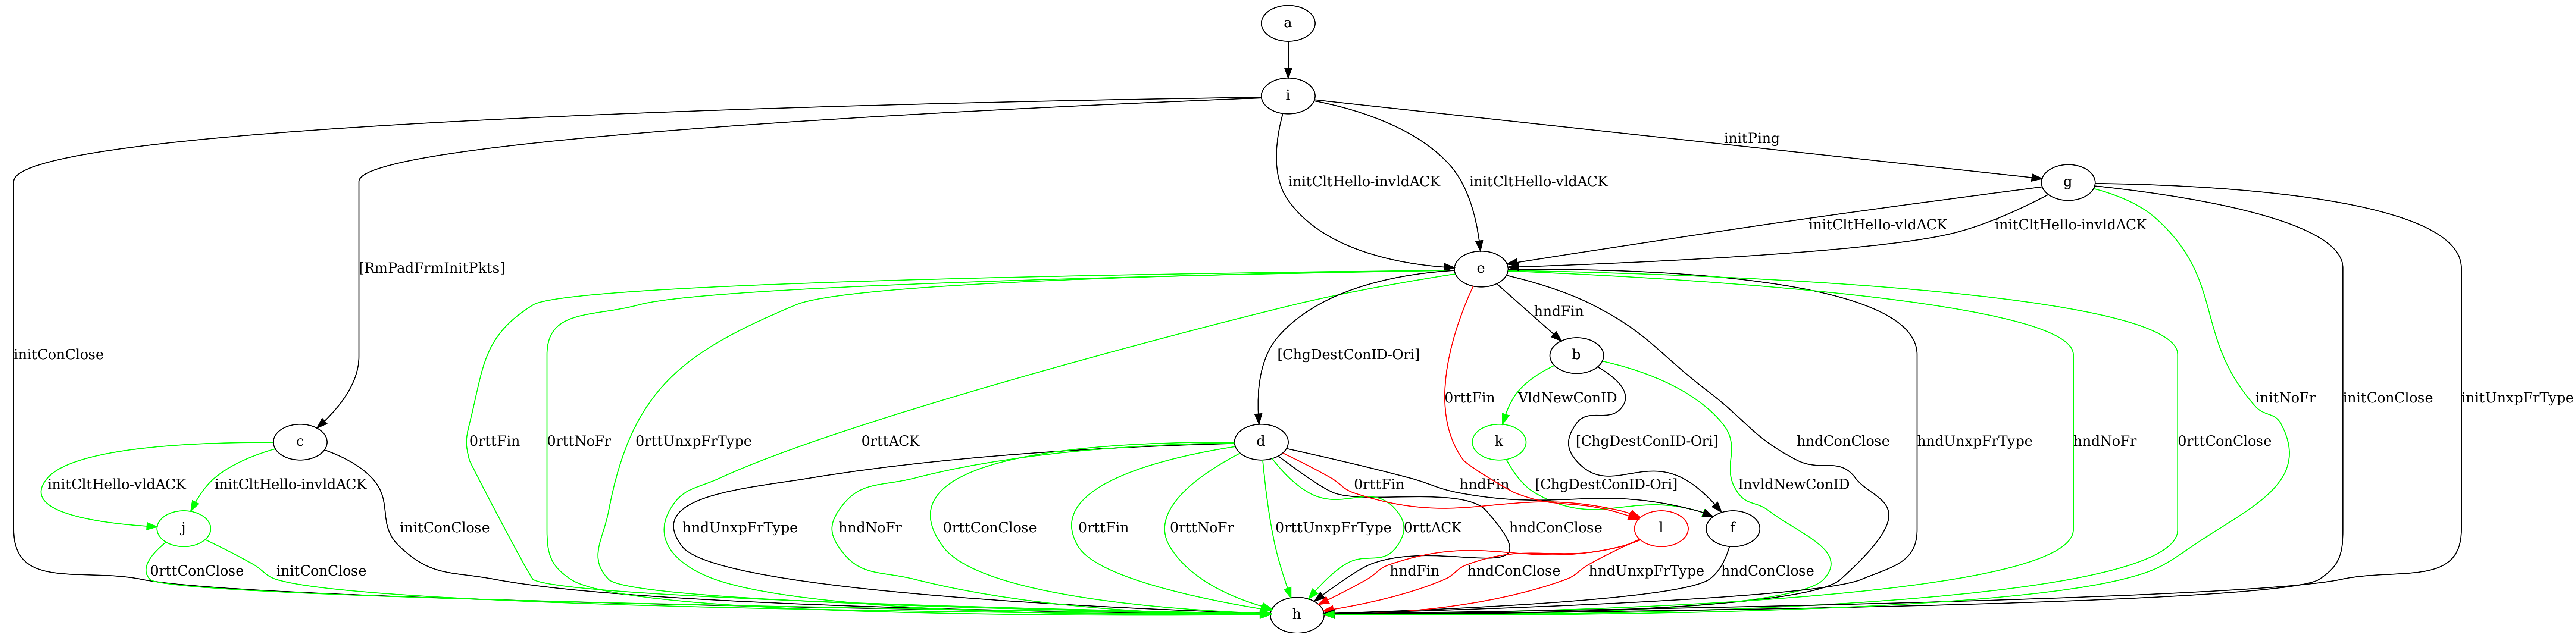 a
i
initPing
g
initCltHello-invldACK
initCltHello-vldACK
initCltHello-vldACK
initCltHello-invldACK
[RmPadFrmInitPkts]
e
hndFin
initConClose
[ChgDestConID-Ori]
b
0rttFin
VldNewConID
initNoFr
initConClose
initUnxpFrType
c
0rttFin
0rttNoFr
0rttUnxpFrType
0rttACK
d
k
[ChgDestConID-Ori]
hndConClose
hndUnxpFrType
hndNoFr
0rttConClose
initCltHello-vldACK
initCltHello-invldACK
0rttFin
hndFin
[ChgDestConID-Ori]
InvldNewConID
j
initConClose
hndUnxpFrType
hndNoFr
0rttConClose
0rttFin
0rttNoFr
0rttUnxpFrType
0rttACK
hndConClose
l
f
0rttConClose
initConClose
hndFin
hndConClose
hndUnxpFrType
hndConClose
h